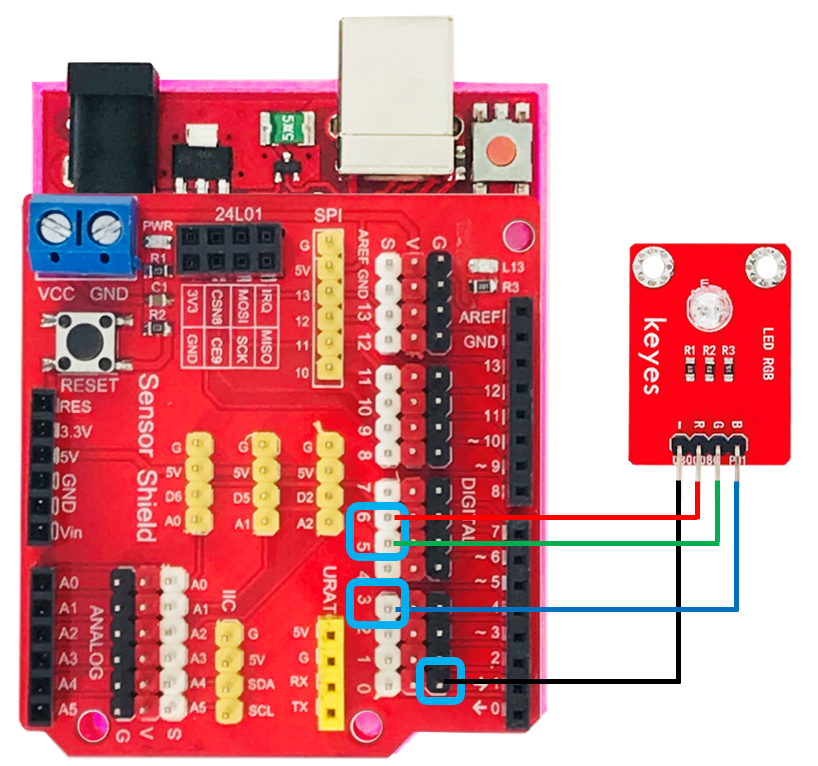 24L01
SPI
PWR
R1
C1
R2
VCC GND
RESET
3V3
CSN8
MOSI
IRQ
GND
CE9
SCK
MISO
G
5V
13
12
11
10
AREF GND 13 12
11 10 9 8
7 6 5 4
3 2 1 0
S V G
L13
R3
AREF
GND
13
12
11
~10
~9
8
7
~6
~5
4
~3
2
1
0
DIGITAL
RES
3.3V
5V
GND
Vin
Sensor Shield
G
5V
D6
A0
G
5V
D5
A1
G
5V
D2
A2
A0
A1
A2
A3
A4
A5
ANALOG
A0
A1
A2
A3
A4
A5
G V S
IIC
G
5V
SDA
SCL
URAT
5V
G
RX
TX
keyes
LED RGB
R1 R2 R3
R G B